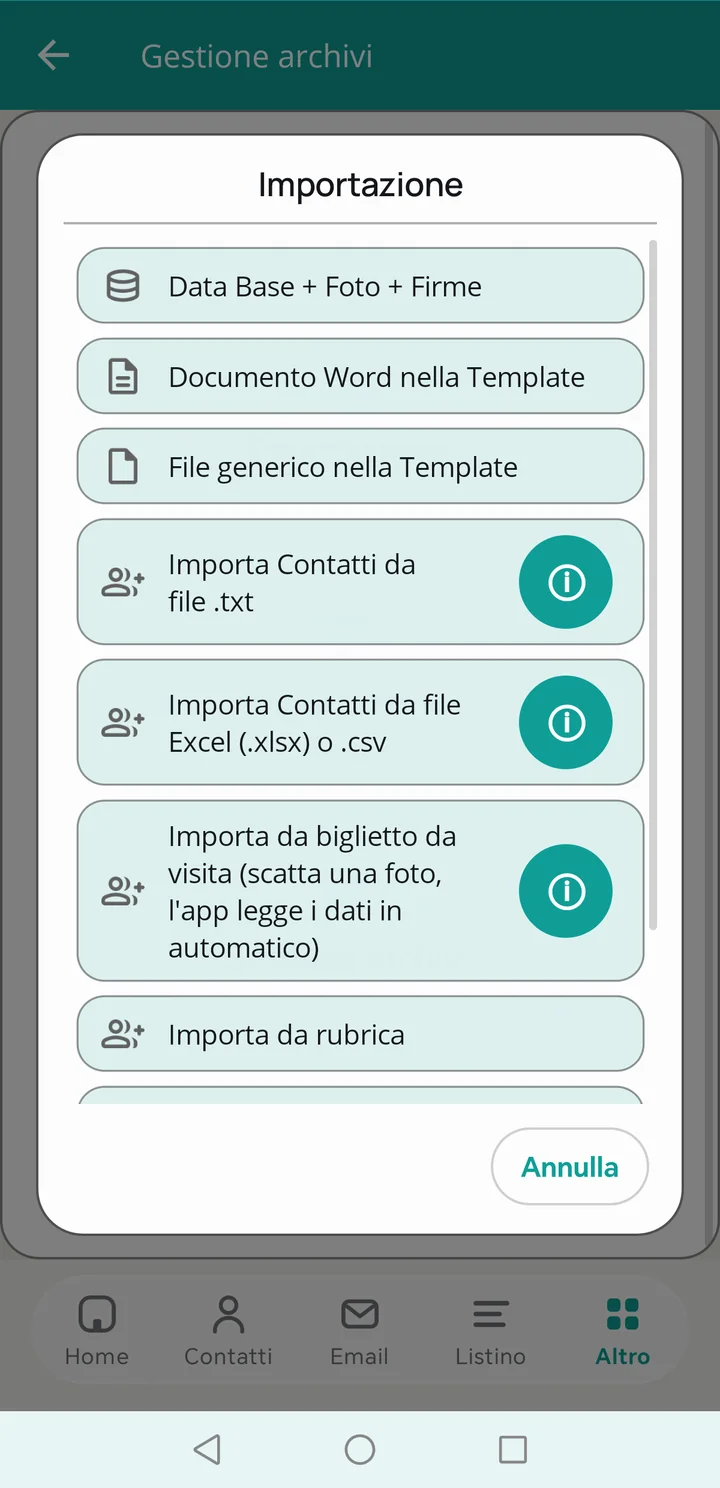 Gestione archivi
Importazione
Data Base + Foto + Firme
Documento Word nella Template
File generico nella Template
Importa Contatti da
file .txt
Importa Contatti da file
Excel (.xlsx) o .csv
Importa da biglietto da
visita (scatta una foto,
l'app legge i dati in
automatico)
Importa da rubrica
Annulla
Home
Contatti
Email
Listino
Altro